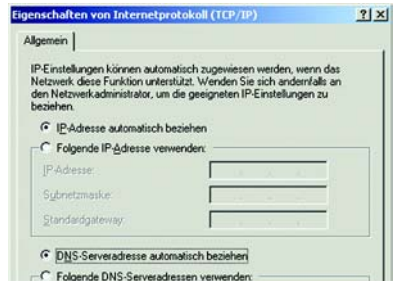 Eigenschaften von Internetprotokoll (TCP/IP)
Allgemein
IP-Einstellungen können automatisch zugewiesen werden, wenn das
Netzwerk diese Funktion unterstützt. Wenden Sie sich andernfalls an
den Netzwerkadministrator, um die geeigneten IP-Einstellungen zu
beziehen.
IP-Adresse automatisch beziehen
Folgende IP-Adresse verwenden:
IP-Adresse:
Subnetzmaske:
Standardgateway:
DNS-Serveradresse automatisch beziehen
Folgende DNS-Serveradressen verwenden: